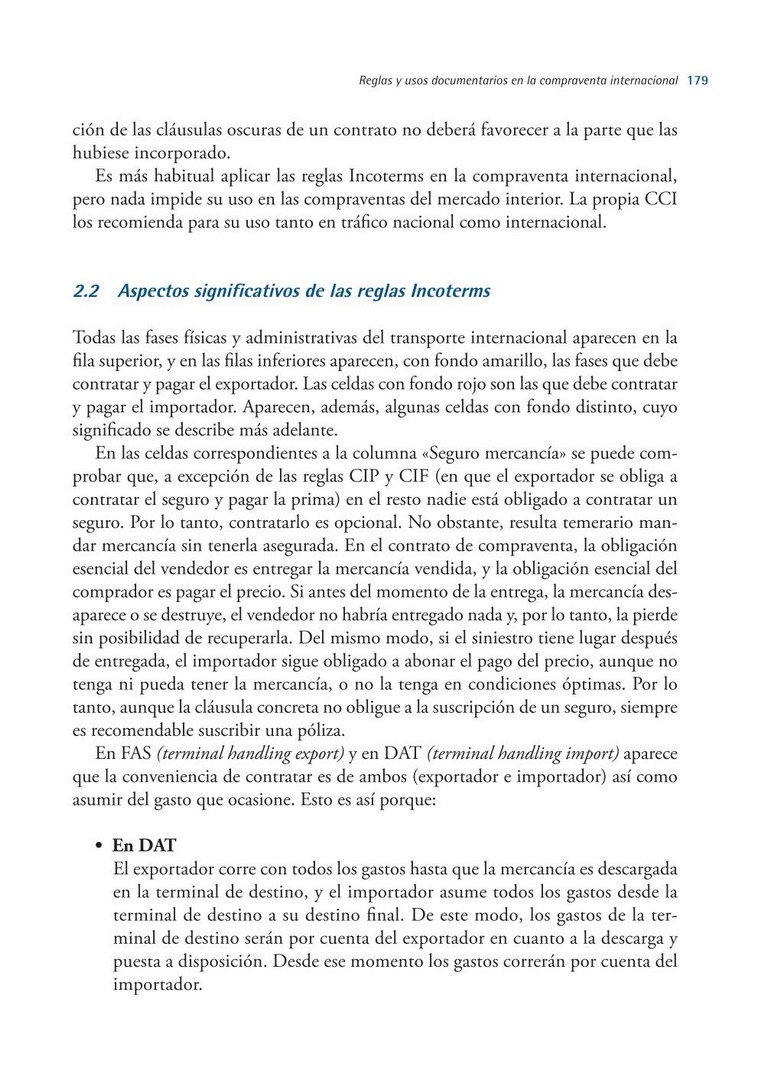 Reglas y usos documentarios en la compraventa internacional 179
ción de las cláusulas oscuras de un contrato no deberá favorecer a la parte que las
hubiese incorporado.
Es más habitual aplicar las reglas Incoterms en la compraventa internacional,
pero nada impide su uso en las compraventas del mercado interior. La propia CCI
los recomienda para su uso tanto en tráfico nacional como internacional.
2.2 Aspectos significativos de las reglas Incoterms
Todas las fases físicas y administrativas del transporte internacional aparecen en la
fila superior, y en las filas inferiores aparecen, con fondo amarillo, las fases que debe
contratar y pagar el exportador. Las celdas con fondo rojo son las que debe contratar
y pagar el importador. Aparecen, además, algunas celdas con fondo distinto, cuyo
significado se describe más adelante.
En las celdas correspondientes a la columna «Seguro mercancía» se puede com-
probar que, a excepción de las reglas CIP y CIF (en que el exportador se obliga a
contratar el seguro y pagar la prima) en el resto nadie está obligado a contratar un
seguro. Por lo tanto, contratarlo es opcional. No obstante, resulta temerario man-
dar mercancía sin tenerla asegurada. En el contrato de compraventa, la obligación
esencial del vendedor es entregar la mercancía vendida, y la obligación esencial del
comprador es pagar el precio. Si antes del momento de la entrega, la mercancía des-
aparece o se destruye, el vendedor no habría entregado nada y, por lo tanto, la pierde
sin posibilidad de recuperarla. Del mismo modo, si el siniestro tiene lugar después
de entregada, el importador sigue obligado a abonar el pago del precio, aunque no
tenga ni pueda tener la mercancía, o no la tenga en condiciones óptimas. Por lo
tanto, aunque la cláusula concreta no obligue a la suscripción de un seguro, siempre
es recomendable suscribir una póliza.
En FAS (terminal handling export) y en DAT (terminal handling import) aparece
que la conveniencia de contratar es de ambos (exportador e importador) así como
asumir del gasto que ocasione. Esto es así porque:
• En DAT
El exportador corre con todos los gastos hasta que la mercancía es descargada
en la terminal de destino, y el importador asume todos los gastos desde la
terminal de destino a su destino final. De este modo, los gastos de la ter-
minal de destino serán por cuenta del exportador en cuanto a la descarga y
puesta a disposición. Desde ese momento los gastos correrán por cuenta del
importador.